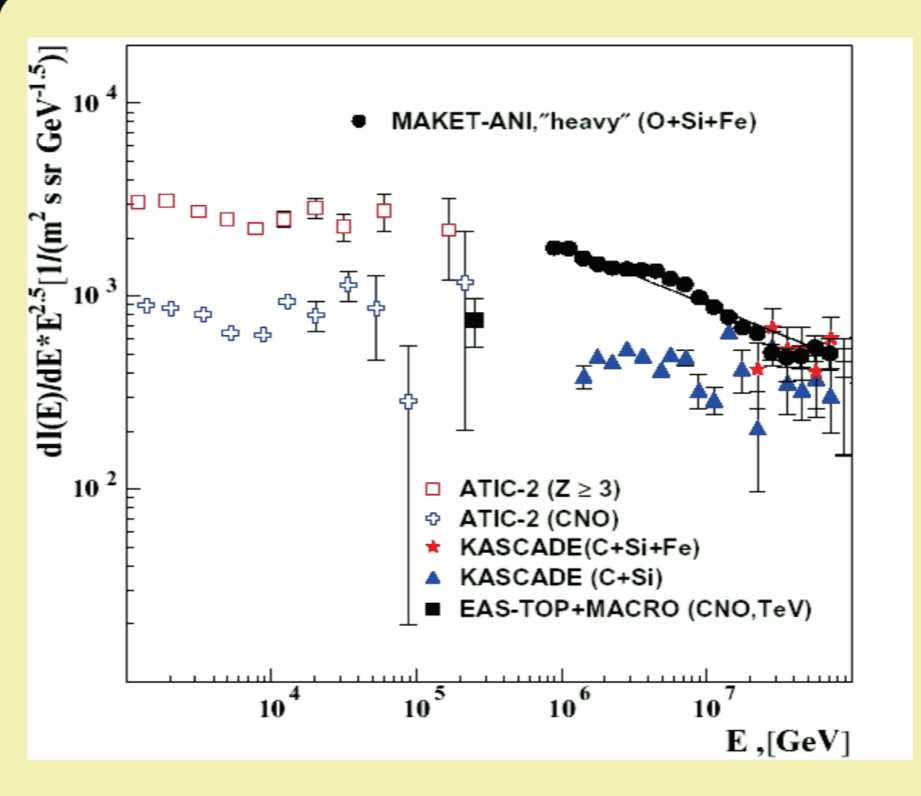 dI(E)/dE*E^2.5[1/(m^2 s sr GeV^-1.5)]
10^4
MAKET-ANI,"heavy" (O+Si+Fe)
10^3
10^2
ATIC-2 (Z ≥ 3)
ATIC-2 (CNO)
KASCADE(C+Si+Fe)
KASCADE (C+Si)
EAS-TOP+MACRO (CNO,TeV)
10^4 10^5 10^6 10^7
E ,[GeV]